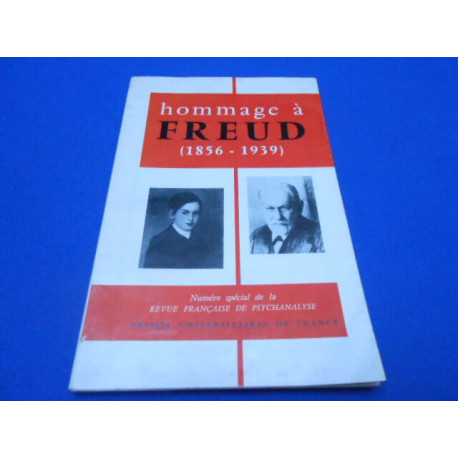 hommage à
FREUD
(1856 - 1939)
Numéro spécial de la
REVUE FRANÇAISE DE PSYCHANALYSE
PRESSES UNIVERSITAIRES DE FRANCE